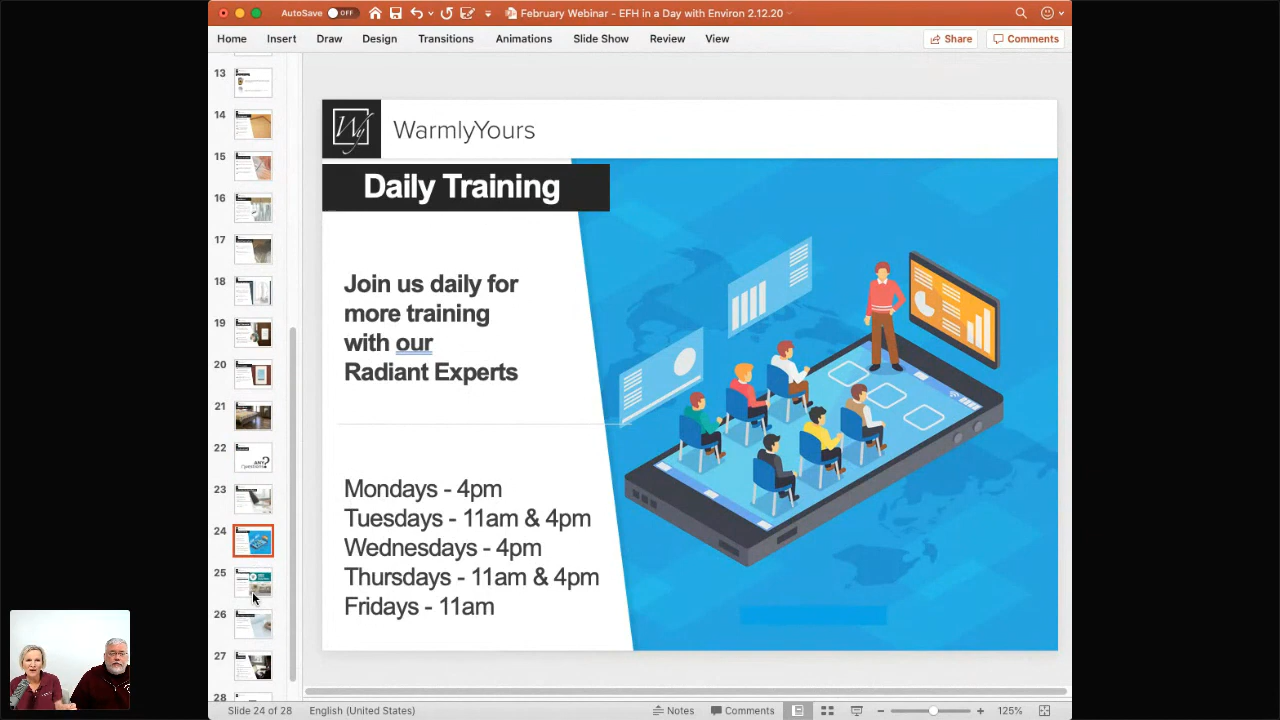 AutoSave OFF
February Webinar - EFH in a Day with Environ 2.12.20
Home Insert Draw Design Transitions Animations Slide Show Review View Share Comments
13
14
15
16
17
18
19
20
21
22
23
24
25
26
27
28
Wy WarmlyYours
Daily Training
Join us daily for
more training
with our
Radiant Experts
Mondays - 4pm
Tuesdays - 11am & 4pm
Wednesdays - 4pm
Thursdays - 11am & 4pm
Fridays - 11am
Slide 24 of 28 English (United States) Notes Comments 125%